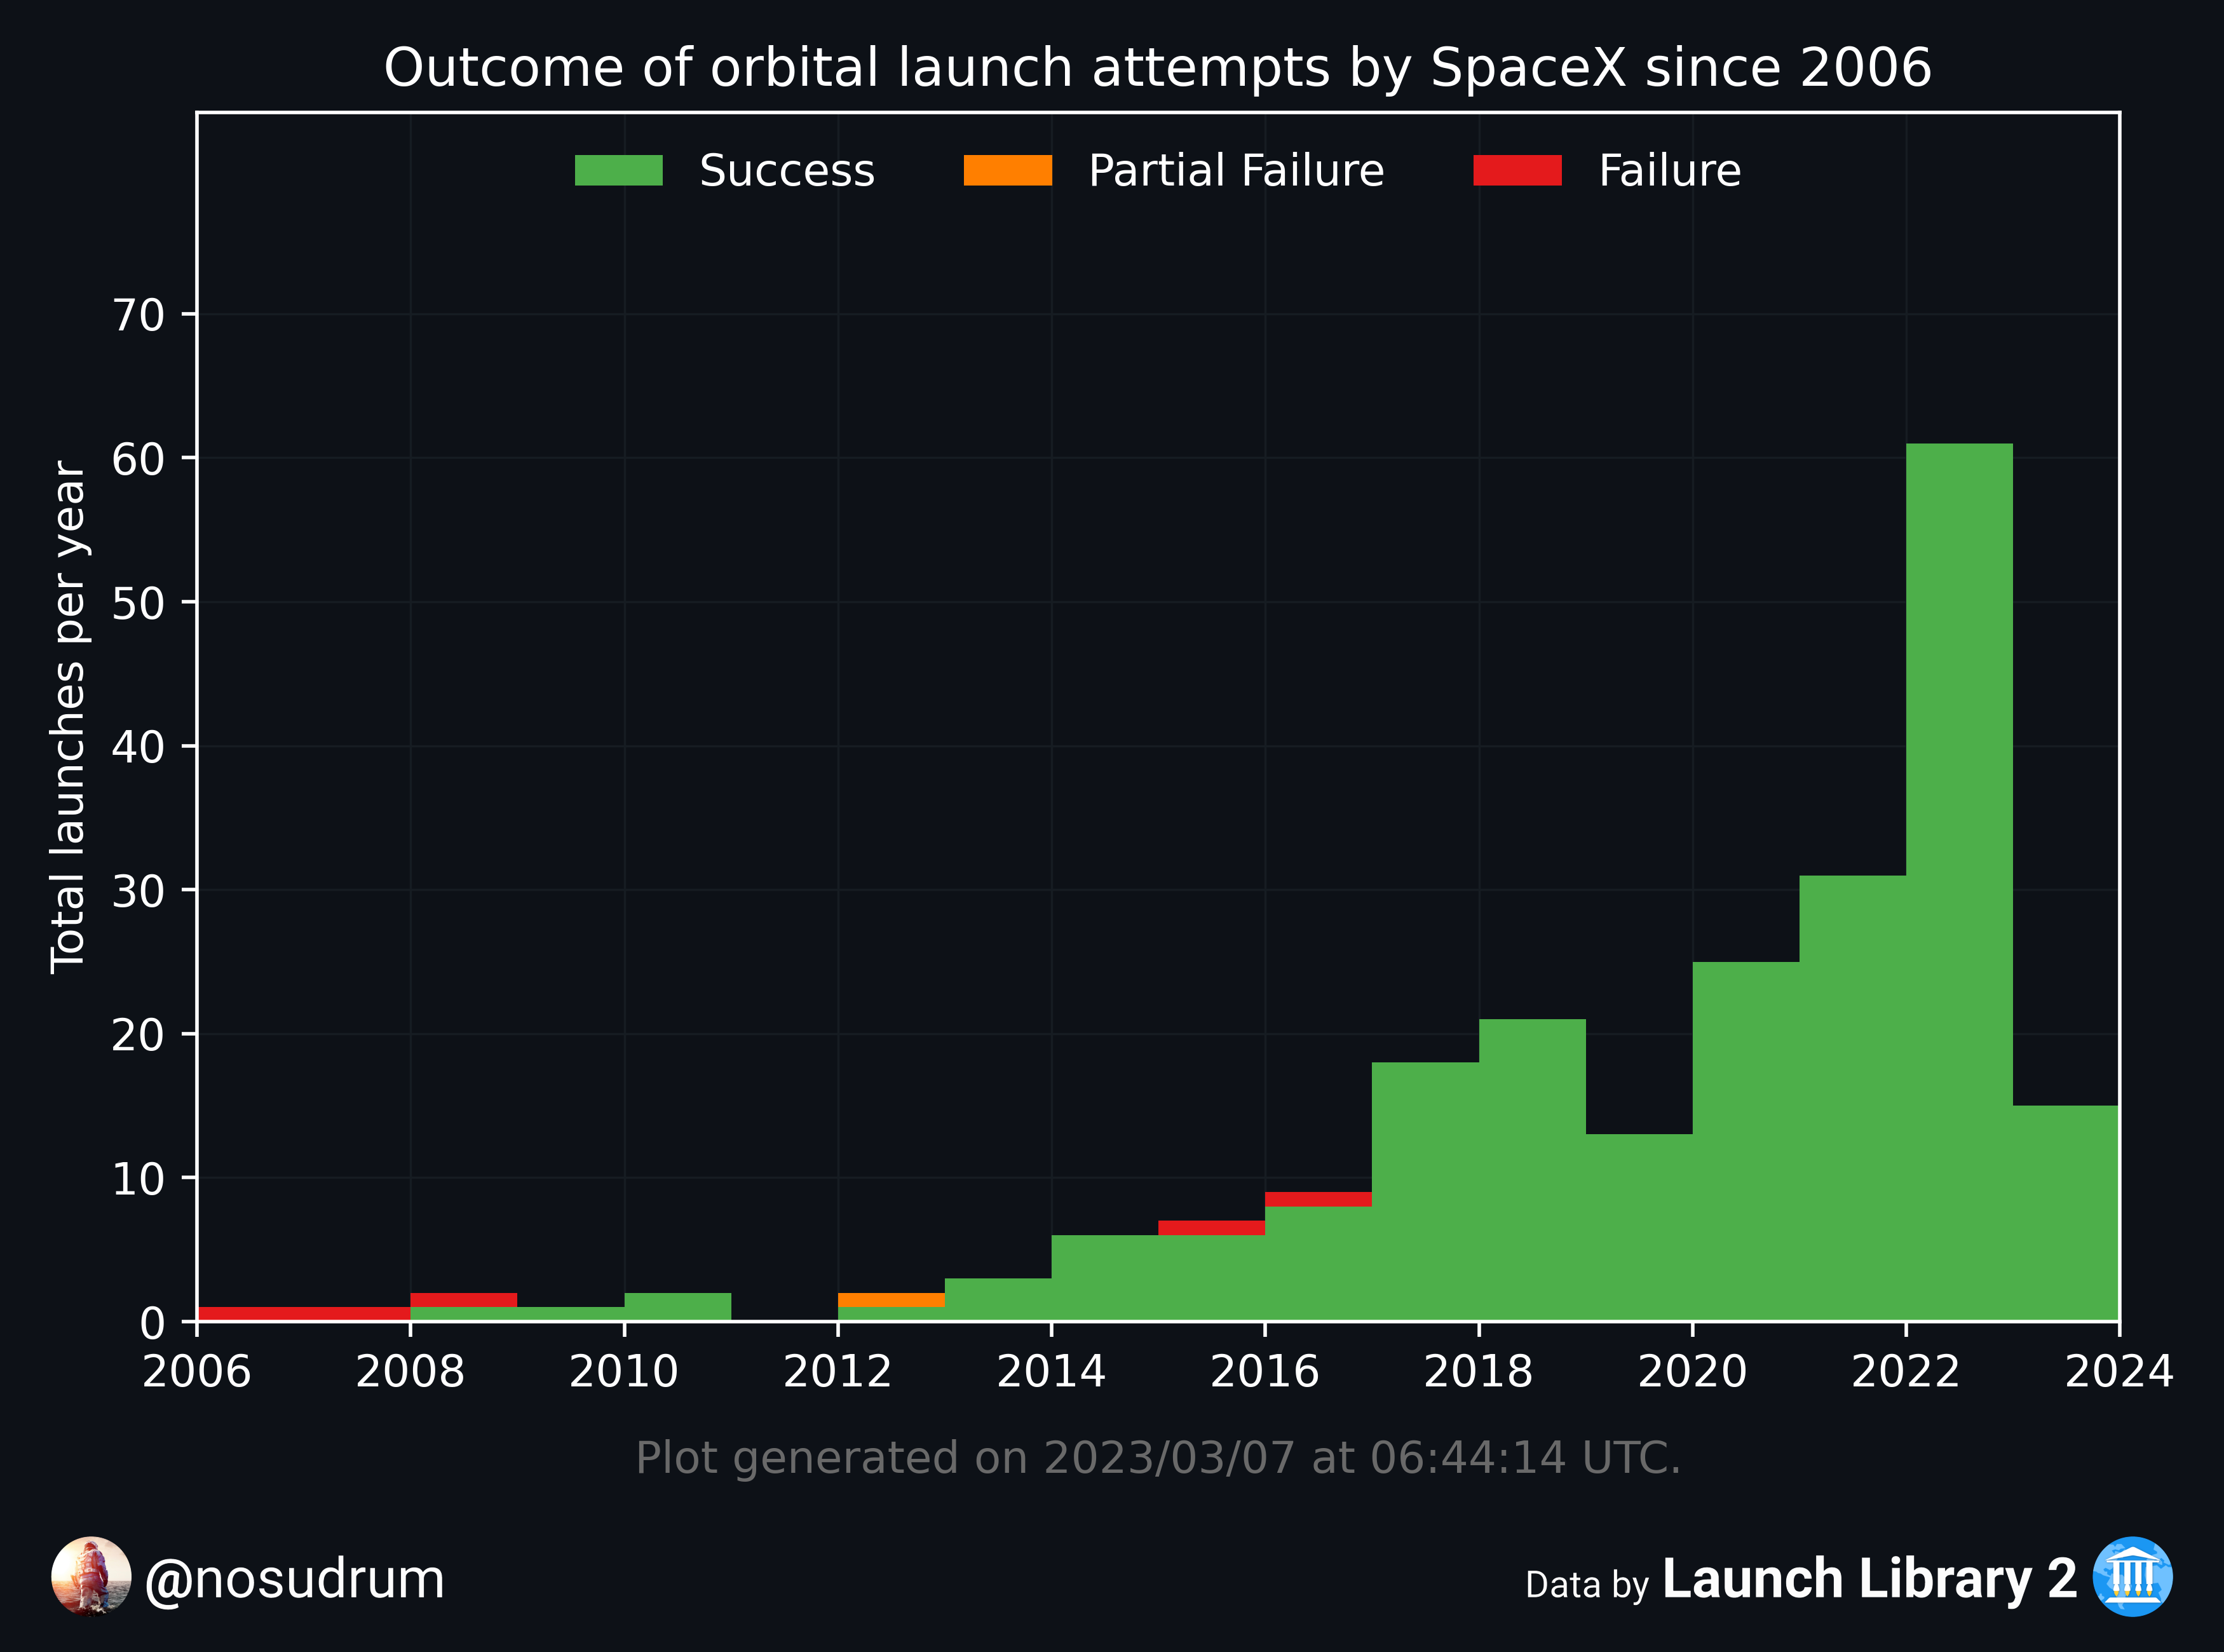 Outcome of orbital launch attempts by SpaceX since 2006
Success Partial Failure Failure
Total launches per year
70
60
50
40
30
20
10
0
2006 2008 2010 2012 2014 2016 2018 2020 2022 2024
Plot generated on 2023/03/07 at 06:44:14 UTC.
@nosudrum
Data by Launch Library 2